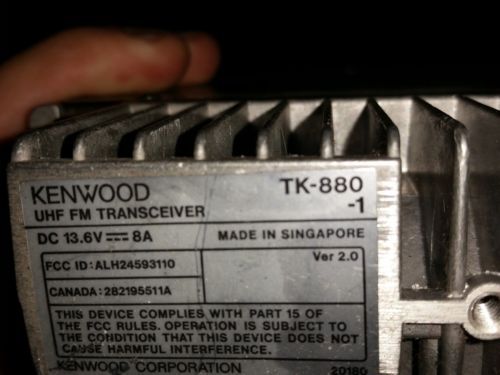 KENWOOD TK-880
UHF FM TRANSCEIVER -1
DC 13.6V ⎓ 8A MADE IN SINGAPORE
FCC ID:ALH24593110 Ver 2.0
CANADA:282195511A
THIS DEVICE COMPLIES WITH PART 15 OF
THE FCC RULES. OPERATION IS SUBJECT TO
THE CONDITION THAT THIS DEVICE DOES NOT
CAUSE HARMFUL INTERFERENCE.
KENWOOD CORPORATION 20180